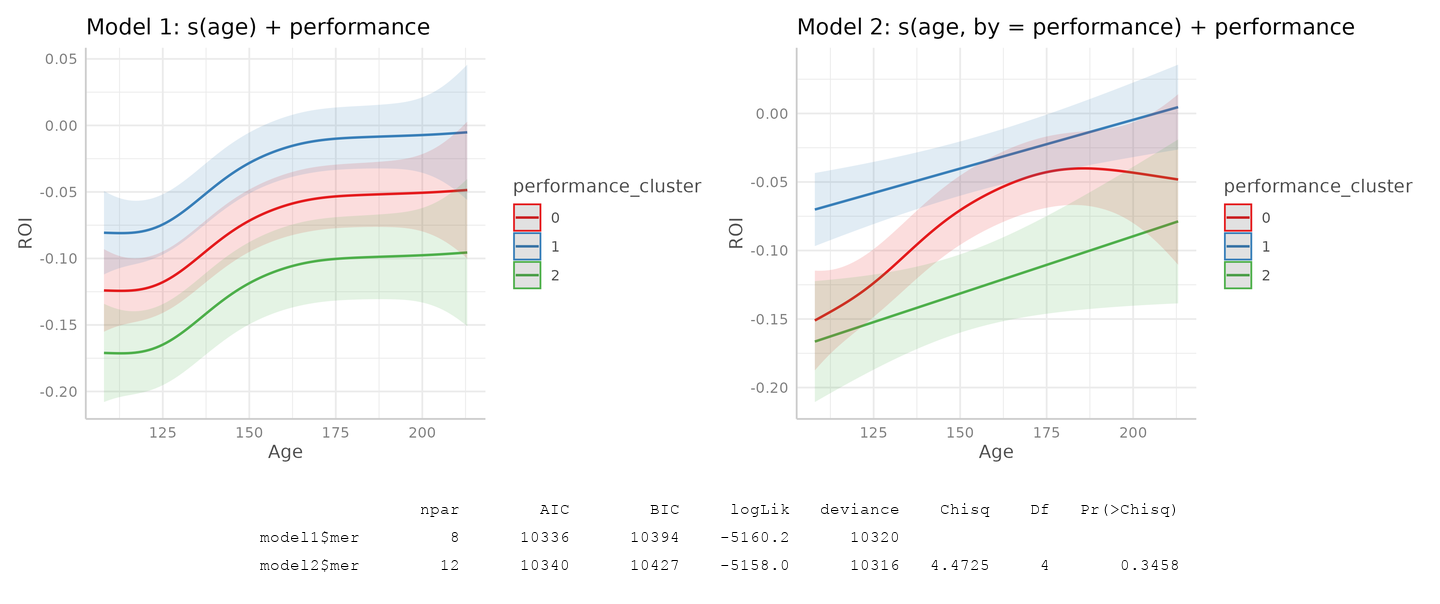 Model 1: s(age) + performance
0.05
0.00
-0.05
-0.10
-0.15
-0.20
ROI
125 150 175 200
Age
performance_cluster
0
1
2
Model 2: s(age, by = performance) + performance
0.00
-0.05
-0.10
-0.15
-0.20
ROI
125 150 175 200
Age
performance_cluster
0
1
2
npar AIC BIC logLik deviance Chisq Df Pr(>Chisq)
model1$mer 8 10336 10394 -5160.2 10320
model2$mer 12 10340 10427 -5158.0 10316 4.4725 4 0.3458